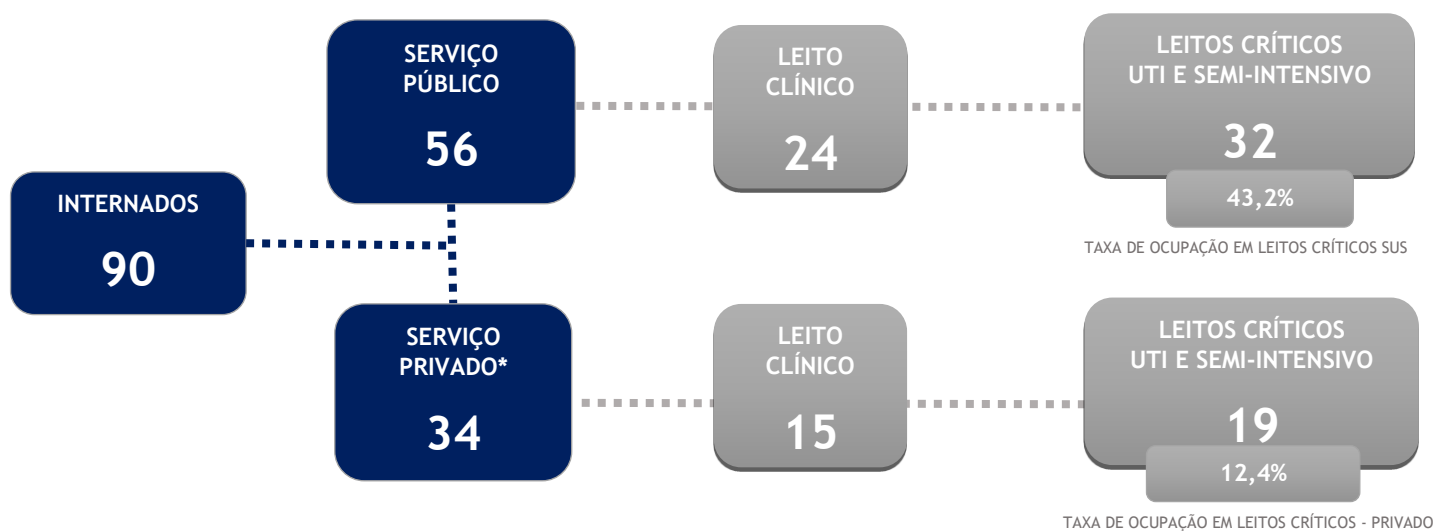 INTERNADOS
90
SERVIÇO
PÚBLICO
56
LEITO
CLÍNICO
24
LEITOS CRÍTICOS
UTI E SEMI-INTENSIVO
32
43,2%
TAXA DE OCUPAÇÃO EM LEITOS CRÍTICOS SUS
SERVIÇO
PRIVADO*
34
LEITO
CLÍNICO
15
LEITOS CRÍTICOS
UTI E SEMI-INTENSIVO
19
12,4%
TAXA DE OCUPAÇÃO EM LEITOS CRÍTICOS - PRIVADO